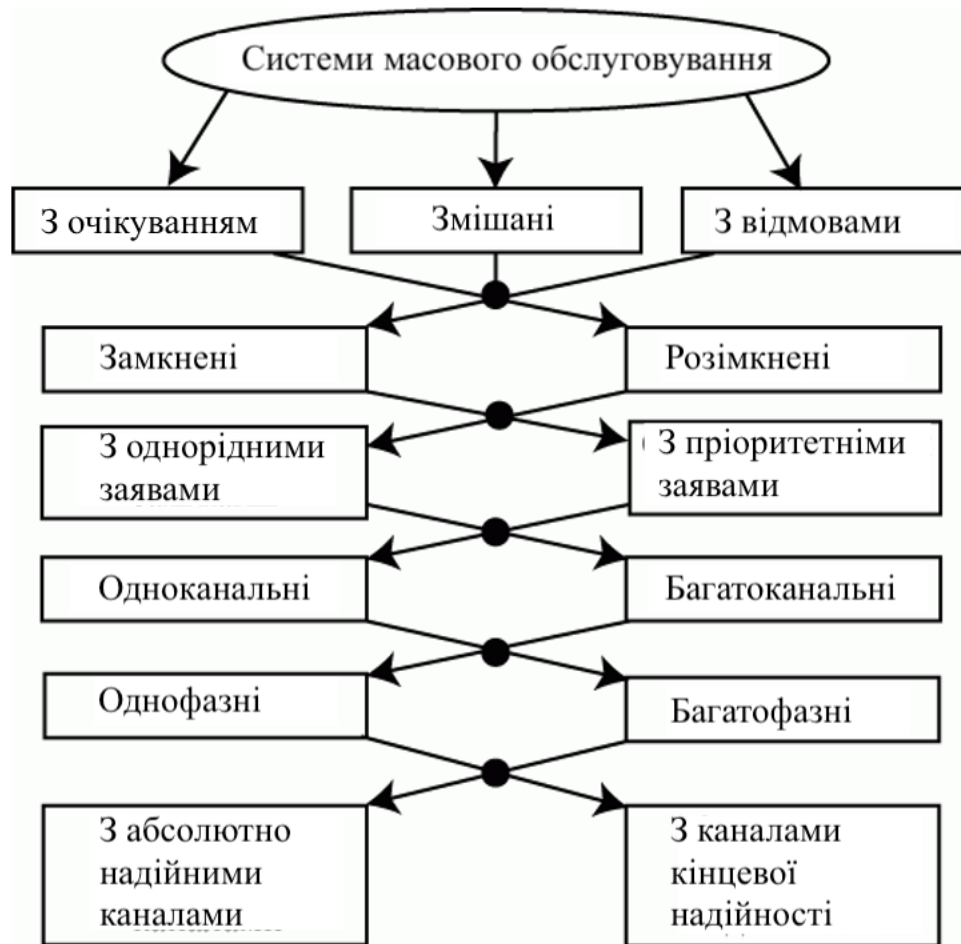 Системи масового обслуговування
З очікуванням
Змішані
З відмовами
Замкнені
Розімкнені
З однорідними
заявами
З пріоритетніми
заявами
Одноканальні
Багатоканальні
Однофазні
Багатофазні
З абсолютно
надійними
каналами
З каналами
кінцевої
надійності